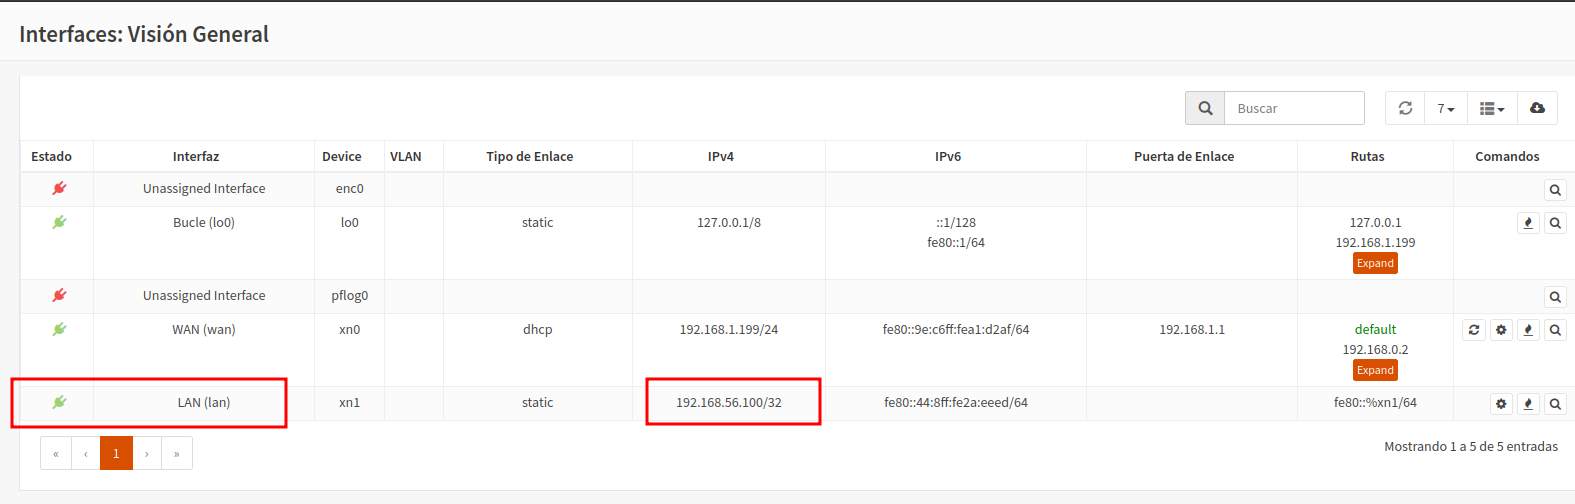 Interfaces: Visión General
Buscar
7
Estado Interfaz Device VLAN Tipo de Enlace IPv4 IPv6 Puerta de Enlace Rutas Comandos
Unassigned Interface enc0
Bucle (lo0) lo0 static 127.0.0.1/8 ::1/128 127.0.0.1
fe80::1/64 192.168.1.199
Expand
Unassigned Interface pflog0
WAN (wan) xn0 dhcp 192.168.1.199/24 fe80::9e:c6ff:fea1:d2af/64 192.168.1.1 default
192.168.0.2
Expand
LAN (lan) xn1 static 192.168.56.100/32 fe80::44:8ff:fe2a:eeed/64 fe80::%xn1/64
« ‹ 1 › »
Mostrando 1 a 5 de 5 entradas